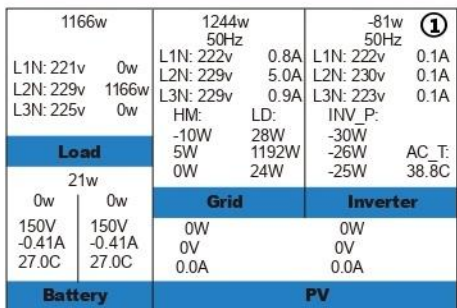 1166w
L1N: 221v 0w
L2N: 229v 1166w
L3N: 225v 0w
Load
1244w
50Hz
L1N: 222v 0.8A
L2N: 229v 5.0A
L3N: 229v 0.9A
HM: LD:
-10W 28W
5W 1192W
0W 24W
Grid
-81w ①
50Hz
L1N: 222v 0.1A
L2N: 230v 0.1A
L3N: 223v 0.1A
INV_P:
-30W
-26W AC_T:
-25W 38.8C
Inverter
21w
0w 0w
150V 150V
-0.41A -0.41A
27.0C 27.0C
Battery
0W 0W
0V 0V
0.0A 0.0A
PV